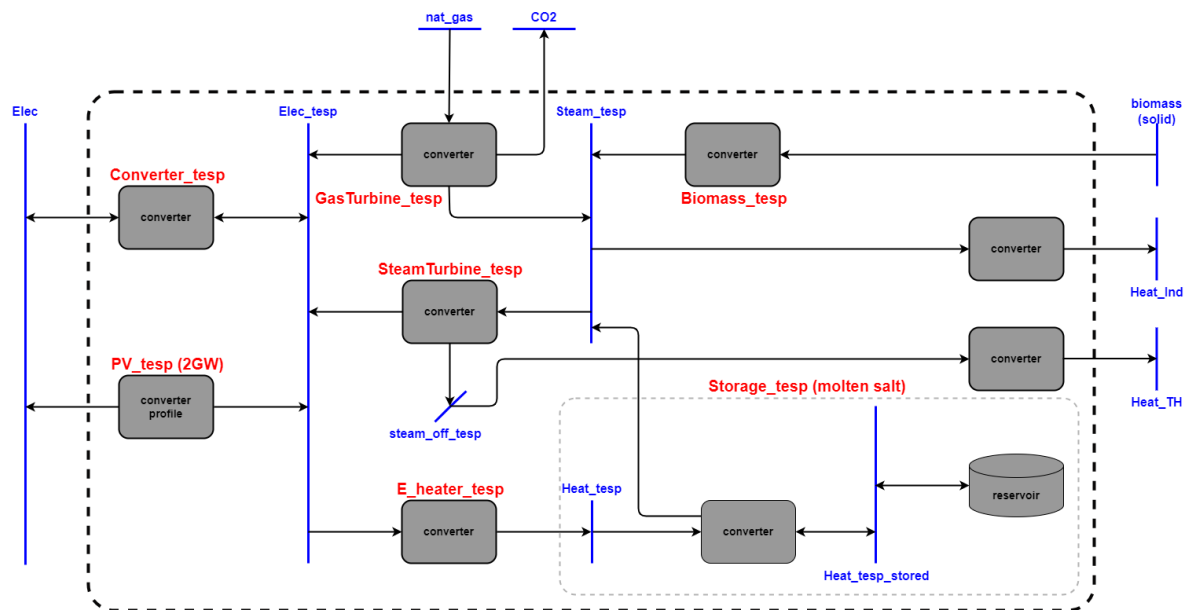 nat_gas
CO2
Elec
Elec_tesp
Steam_tesp
biomass
(solid)
converter
converter
Converter_tesp
GasTurbine_tesp
Biomass_tesp
converter
converter
SteamTurbine_tesp
Heat_Ind
converter
PV_tesp (2GW)
converter
Storage_tesp (molten salt)
converter
profile
Heat_TH
steam_off_tesp
E_heater_tesp
Heat_tesp
reservoir
converter
converter
Heat_tesp_stored